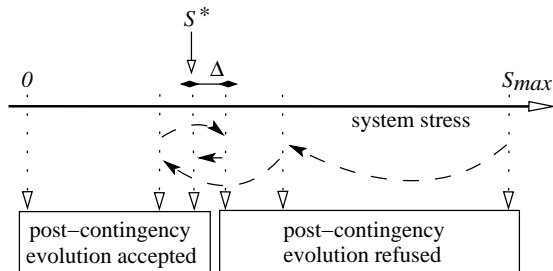 S*
Δ
0
Smax
system stress
post−contingency
evolution accepted
post−contingency
evolution refused